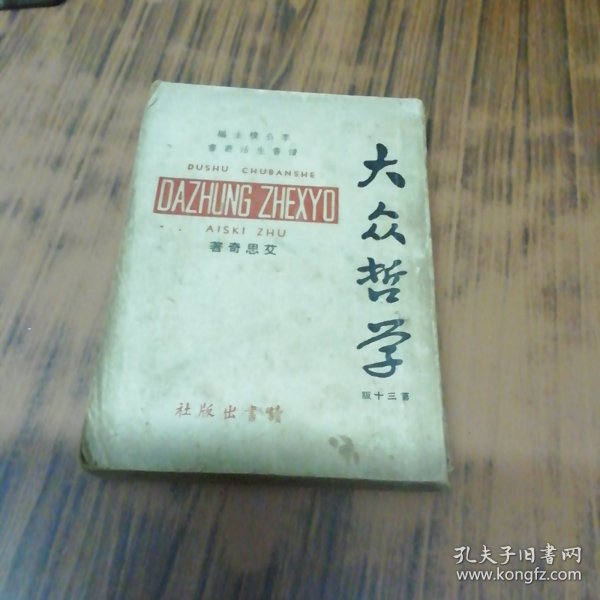 李公樸主編
讀書生活叢書
DUSHU CHUBANSHE
DAZHUNG ZHEXYO
AISKI ZHU
艾思奇著
大众哲学
第三十版
讀書出版社
孔夫子旧书网
www.kongfz.com